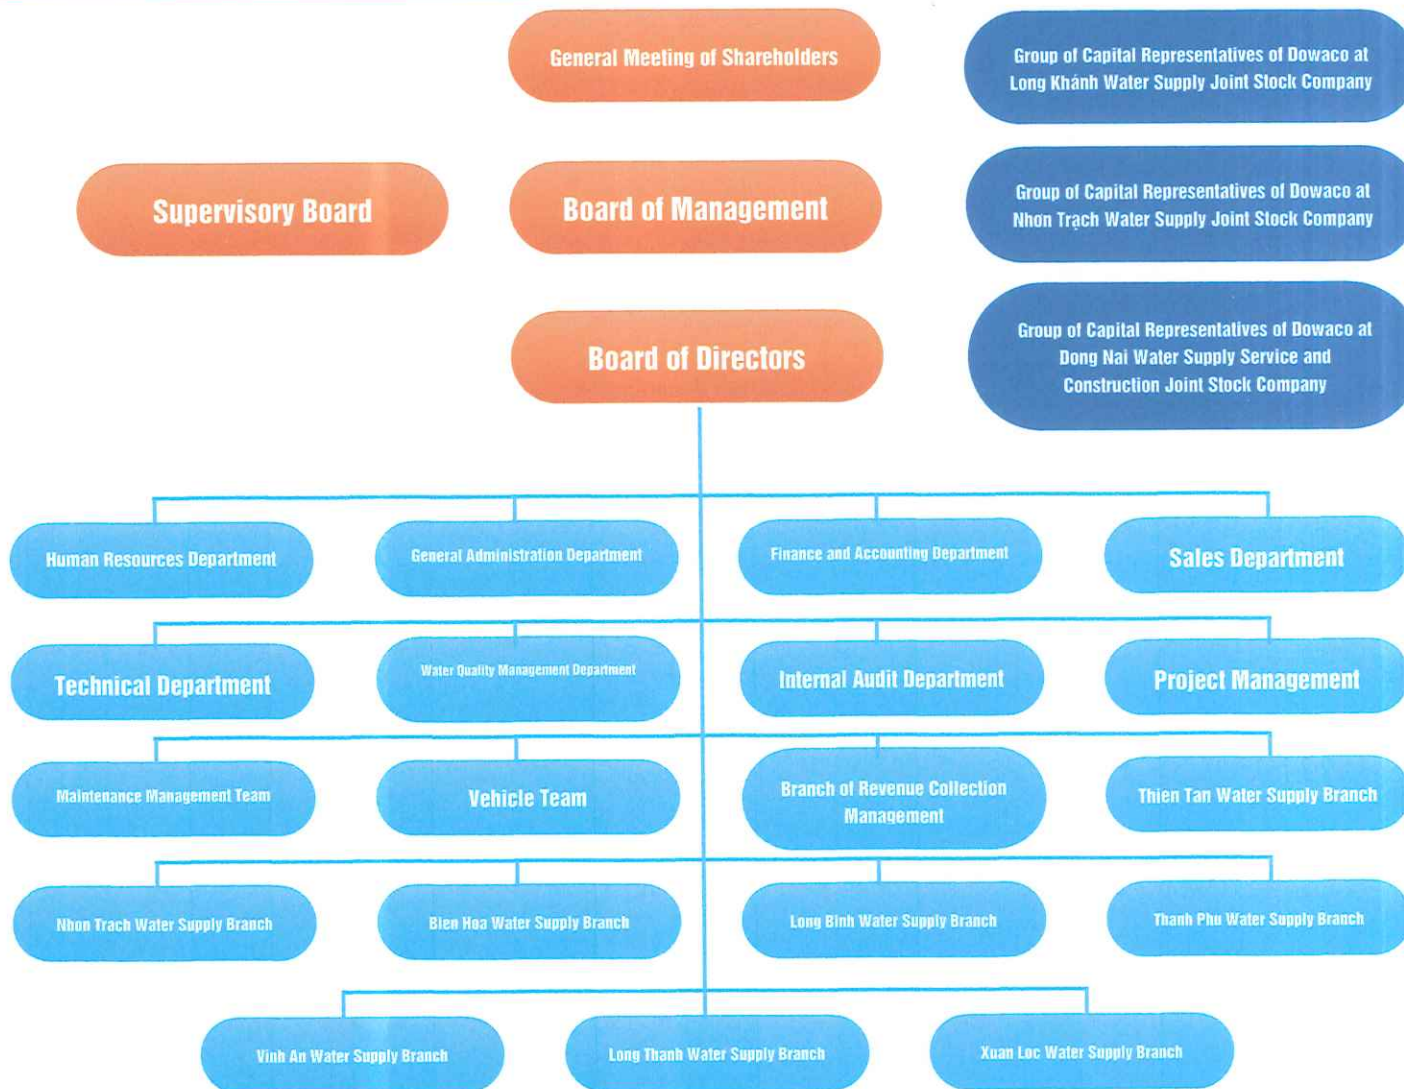 General Meeting of Shareholders
Group of Capital Representatives of Dowaco at
Long Khánh Water Supply Joint Stock Company
Supervisory Board
Board of Management
Group of Capital Representatives of Dowaco at
Nhơn Trạch Water Supply Joint Stock Company
Board of Directors
Group of Capital Representatives of Dowaco at
Dong Nai Water Supply Service and
Construction Joint Stock Company
Human Resources Department
General Administration Department
Finance and Accounting Department
Sales Department
Technical Department
Water Quality Management Department
Internal Audit Department
Project Management
Maintenance Management Team
Vehicle Team
Branch of Revenue Collection
Management
Thien Tan Water Supply Branch
Nhon Trach Water Supply Branch
Bien Hoa Water Supply Branch
Long Binh Water Supply Branch
Thanh Phu Water Supply Branch
Vinh An Water Supply Branch
Long Thanh Water Supply Branch
Xuan Loc Water Supply Branch